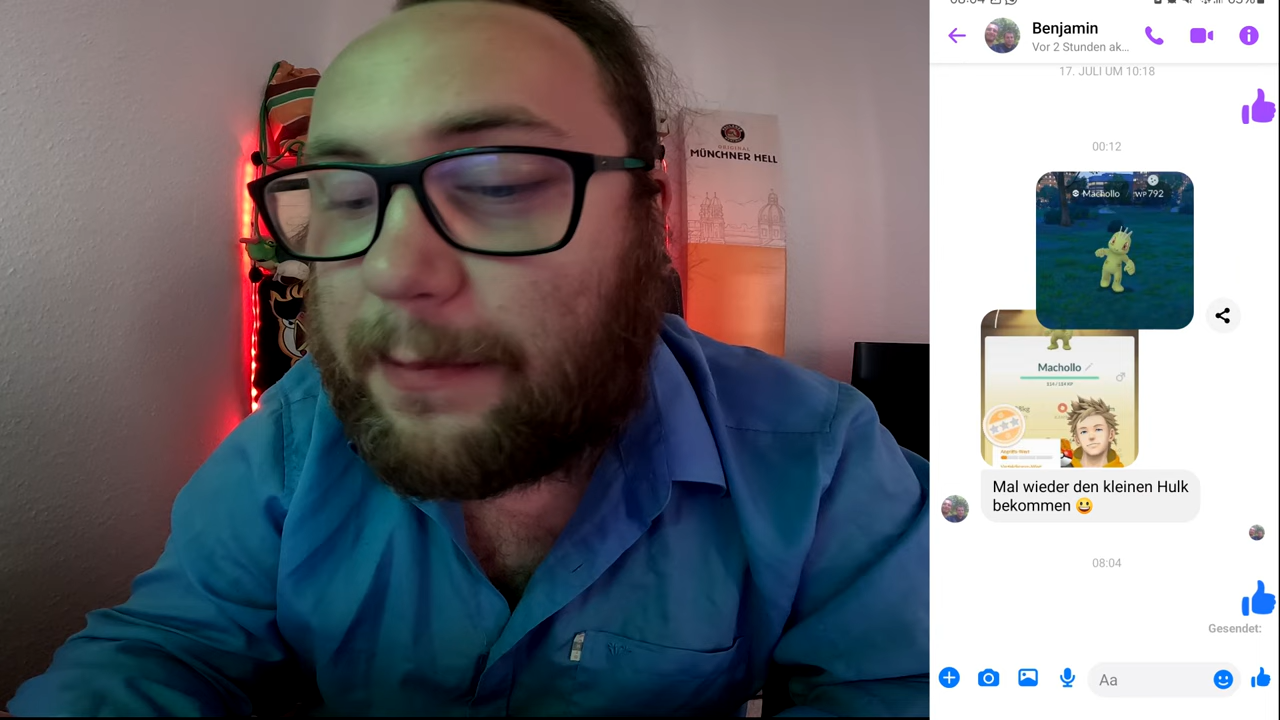 ORIGINAL
MÜNCHNER HELL
Benjamin
Vor 2 Stunden ak…
17. JULI UM 10:18
00:12
Machollo
WP 792
Machollo
Mal wieder den kleinen Hulk
bekommen 😀
08:04
Gesendet:
Aa